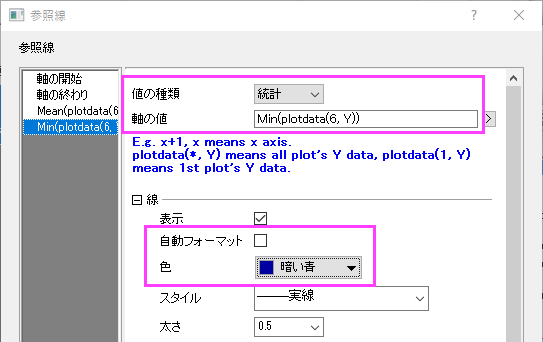 参照線
?
参照線
軸の開始
軸の終わり
Mean(plotdata(6
Min(plotdata(6,
値の種類 統計
軸の値 Min(plotdata(6, Y))
E.g. x+1, x means x axis.
plotdata(*, Y) means all plot's Y data, plotdata(1, Y)
means 1st plot's Y data.
線
表示
自動フォーマット
色 暗い青
スタイル 実線
太さ 0.5